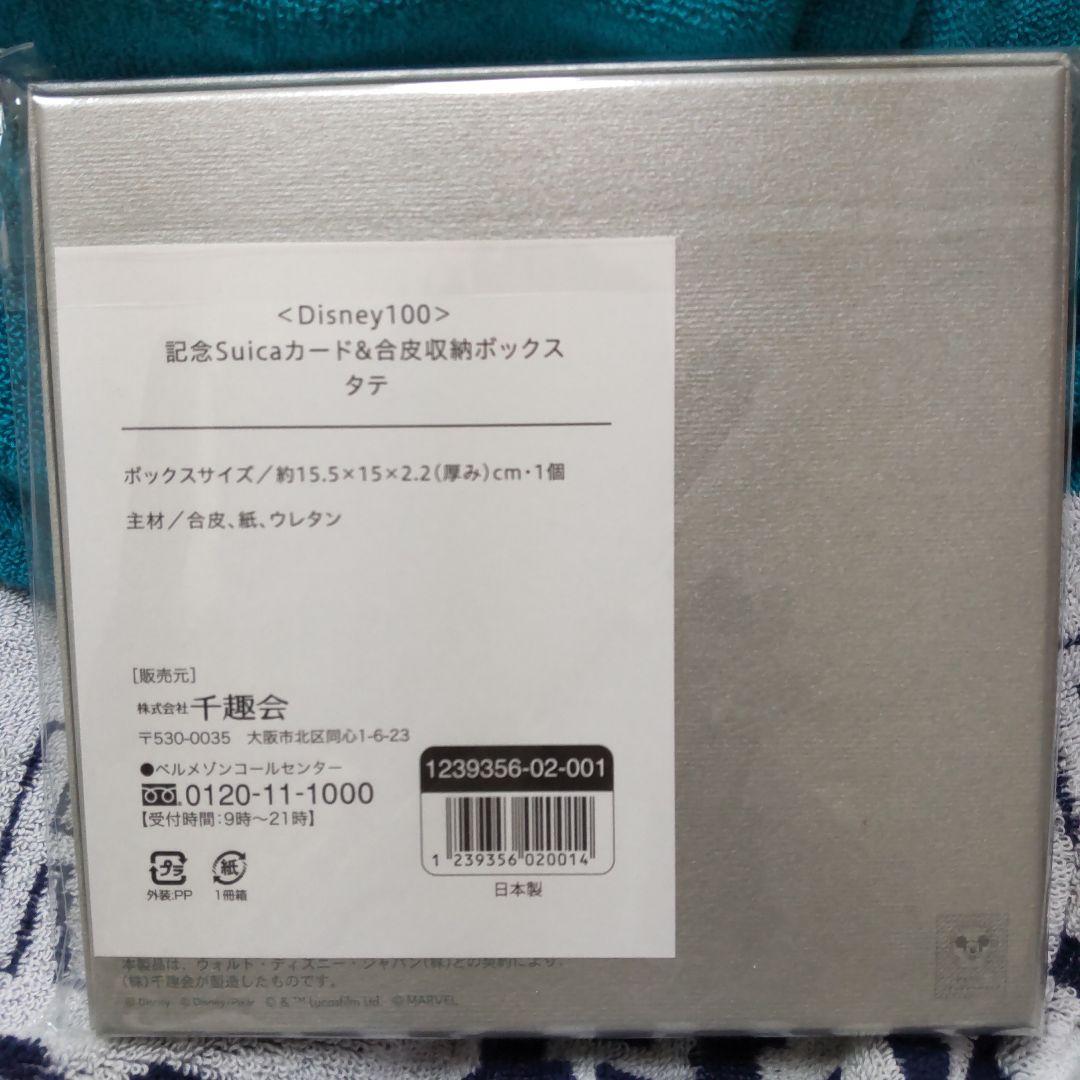 <Disney100>
記念Suicaカード&合皮収納ボックス
タテ
ボックスサイズ/約15.5×15×2.2(厚み)cm・1個
主材/合皮、紙、ウレタン
[販売元]
株式会社 千趣会
〒530-0035 大阪市北区同心1-6-23
●ベルメゾンコールセンター
0120-11-1000
【受付時間:9時〜21時】
プラ 紙
外装:PP 1冊箱
1239356-02-001
1 239356 020014
日本製
本製品は、ウォルト・ディズニー・ジャパン(株)との契約により、
(株)千趣会が製造したものです。
© Disney © Disney/Pixar © & ™ Lucasfilm Ltd. © MARVEL